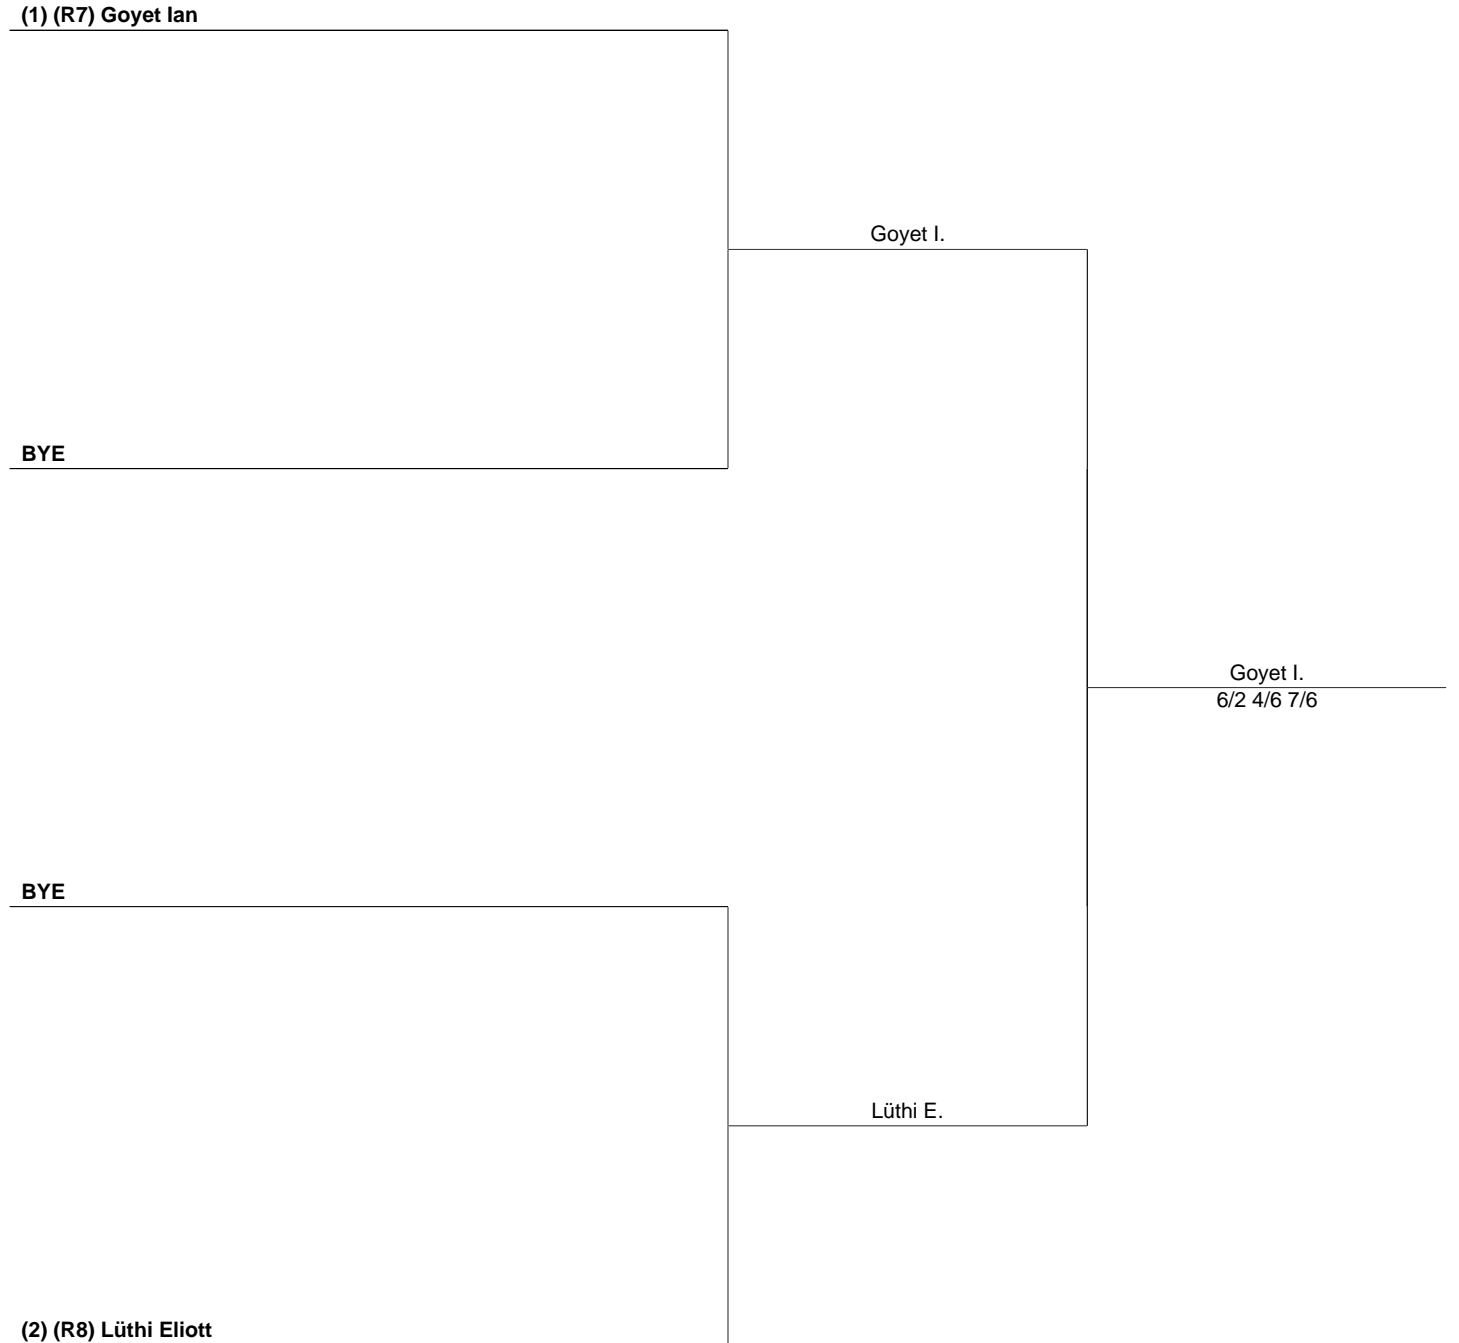 (1) (R7) Goyet Ian
Goyet I.
BYE
Goyet I.
6/2 4/6 7/6
BYE
Lüthi E.
(2) (R8) Lüthi Eliott